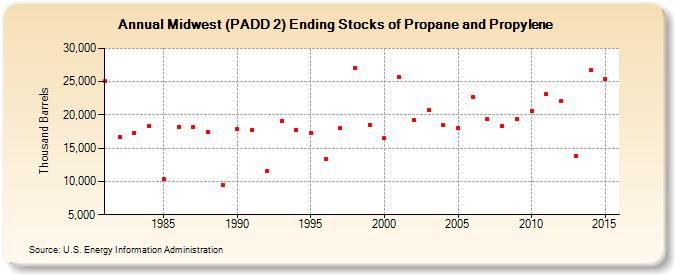 Annual Midwest (PADD 2) Ending Stocks of Propane and Propylene
Thousand Barrels
30,000
25,000
20,000
15,000
10,000
5,000
1985 1990 1995 2000 2005 2010 2015
Source: U.S. Energy Information Administration